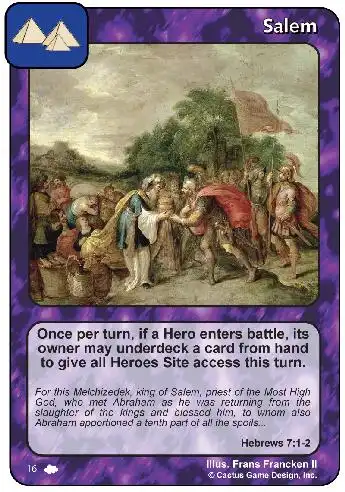 Salem
Once per turn, if a Hero enters battle, its
owner may underdeck a card from hand
to give all Heroes Site access this turn.
For this Melchizedek, king of Salem, priest of the Most High
God, who met Abraham as he was returning from the
slaughter of the kings and blessed him, to whom also
Abraham apportioned a tenth part of all the spoils...
Hebrews 7:1-2
16
Illus. Frans Francken II
© Cactus Game Design, Inc.